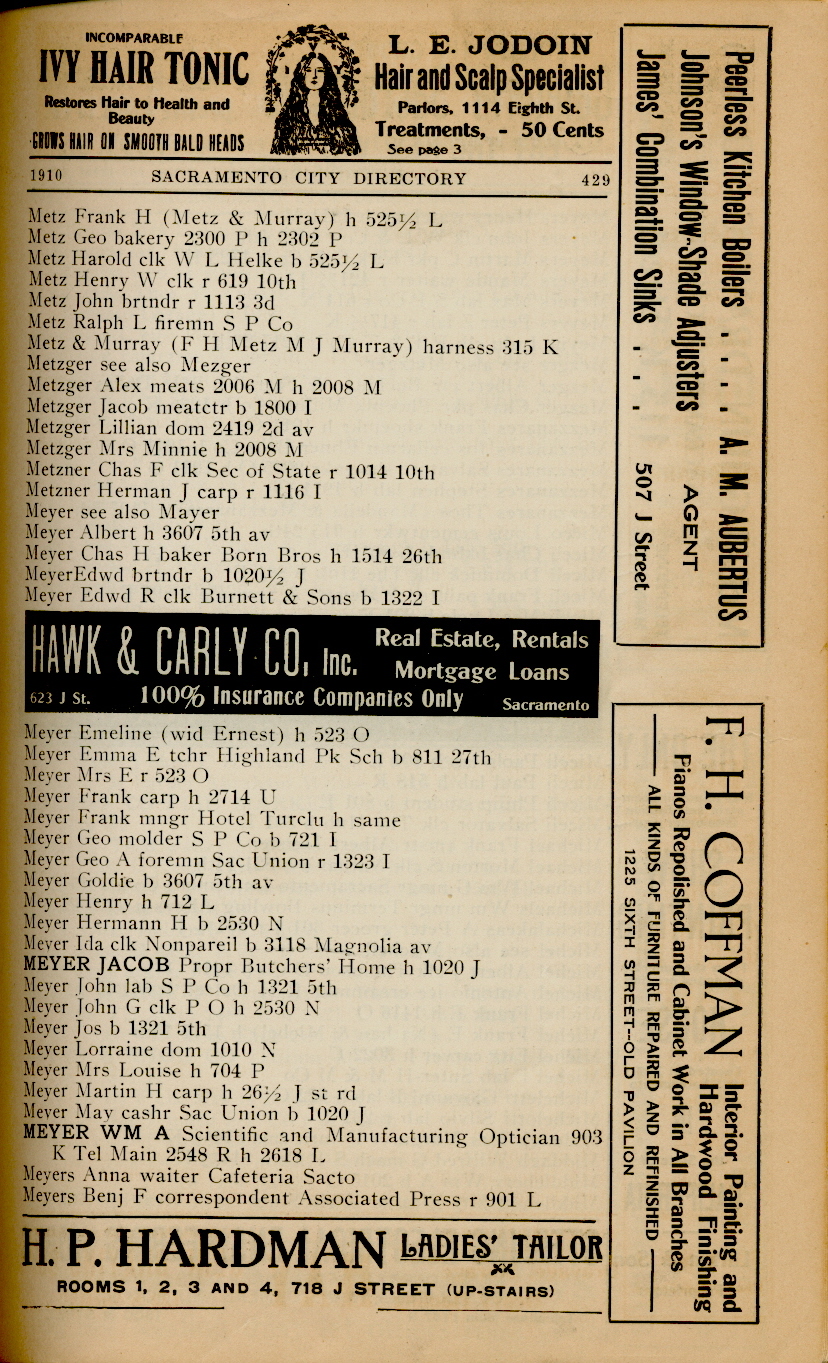 INCOMPARABLE
IVY HAIR TONIC
Restores Hair to Health and
Beauty
GROWS HAIR ON SMOOTH BALD HEADS
L. E. JODOIN
Hair and Scalp Specialist
Parlors, 1114 Eighth St.
Treatments, - 50 Cents
See page 3
1910 SACRAMENTO CITY DIRECTORY 429
Metz Frank H (Metz & Murray) h 525½ L
Metz Geo bakery 2300 P h 2302 P
Metz Harold clk W L Helke b 525½ L
Metz Henry W clk r 619 10th
Metz John brtndr r 1113 3d
Metz Ralph L firemn S P Co
Metz & Murray (F H Metz M J Murray) harness 315 K
Metzger see also Mezger
Metzger Alex meats 2006 M h 2008 M
Metzger Jacob meatctr b 1800 I
Metzger Lillian dom 2419 2d av
Metzger Mrs Minnie h 2008 M
Metzner Chas F clk Sec of State r 1014 10th
Metzner Herman J carp r 1116 I
Meyer see also Mayer
Meyer Albert h 3607 5th av
Meyer Chas H baker Born Bros h 1514 26th
MeyerEdwd brtndr b 1020½ J
Meyer Edwd R clk Burnett & Sons b 1322 I
HAWK & CARLY CO, Inc.
Real Estate, Rentals
Mortgage Loans
623 J St. 100% Insurance Companies Only Sacramento
Meyer Emeline (wid Ernest) h 523 O
Meyer Emma E tchr Highland Pk Sch b 811 27th
Meyer Mrs E r 523 O
Meyer Frank carp h 2714 U
Meyer Frank mngr Hotel Turclu h same
Meyer Geo molder S P Co b 721 I
Meyer Geo A foremn Sac Union r 1323 I
Meyer Goldie b 3607 5th av
Meyer Henry h 712 L
Meyer Hermann H b 2530 N
Meyer Ida clk Nonpareil b 3118 Magnolia av
MEYER JACOB Propr Butchers' Home h 1020 J
Meyer John lab S P Co h 1321 5th
Meyer John G clk P O h 2530 N
Meyer Jos b 1321 5th
Meyer Lorraine dom 1010 N
Meyer Mrs Louise h 704 P
Meyer Martin H carp h 26½ J st rd
Meyer May cashr Sac Union b 1020 J
MEYER WM A Scientific and Manufacturing Optician 903
K Tel Main 2548 R h 2618 L
Meyers Anna waiter Cafeteria Sacto
Meyers Benj F correspondent Associated Press r 901 L
H. P. HARDMAN LADIES' TAILOR
ROOMS 1, 2, 3 AND 4, 718 J STREET (UP-STAIRS)
Peerless Kitchen Boilers . . . . A. M. AUBERTUS
Johnson's Window-Shade Adjusters AGENT
James' Combination Sinks . . . 507 J Street
F. H. COFFMAN
Interior Painting and
Hardwood Finishing
Pianos Repolished and Cabinet Work in All Branches
ALL KINDS OF FURNITURE REPAIRED AND REFINISHED
1225 SIXTH STREET--OLD PAVILION